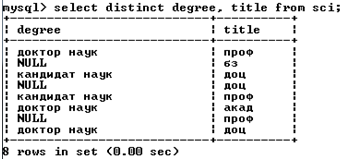 mysql> select distinct degree, title from sci;
+----------------+-------+
| degree | title |
+----------------+-------+
| доктор наук | проф |
| NULL | бз |
| кандидат наук | доц |
| NULL | доц |
| кандидат наук | проф |
| доктор наук | акад |
| NULL | проф |
| доктор наук | доц |
+----------------+-------+
8 rows in set (0.00 sec)